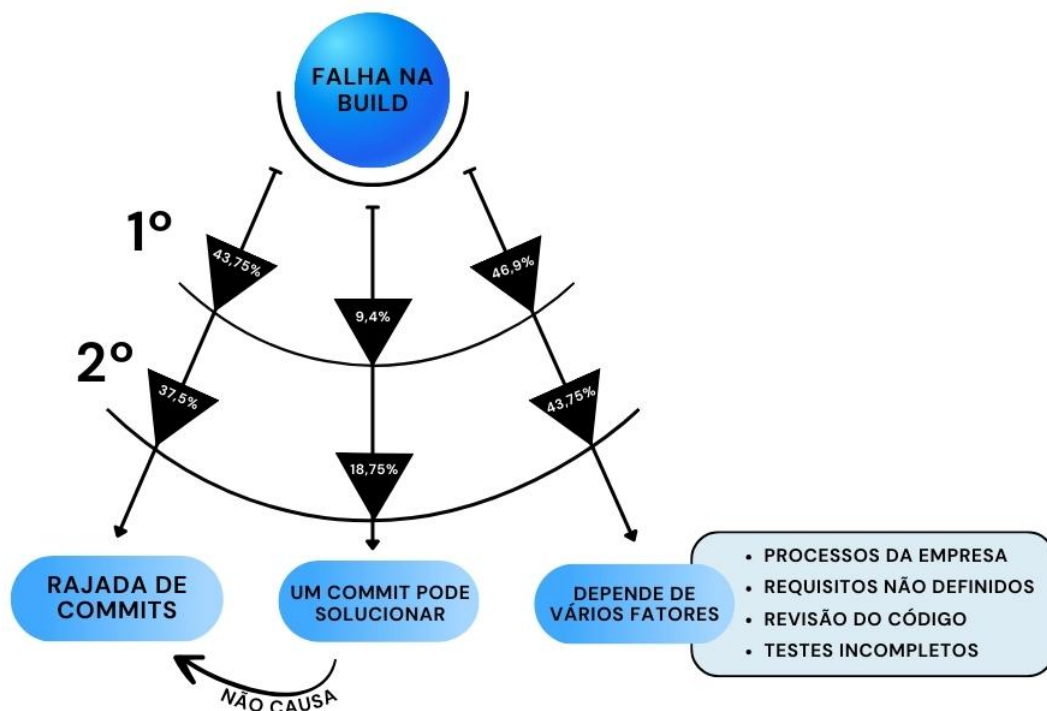 FALHA NA
BUILD
1º
43,75%
9,4%
46,9%
2º
37,5%
18,75%
43,75%
RAJADA DE
COMMITS
UM COMMIT PODE
SOLUCIONAR
DEPENDE DE
VÁRIOS FATORES
• PROCESSOS DA EMPRESA
• REQUISITOS NÃO DEFINIDOS
• REVISÃO DO CÓDIGO
• TESTES INCOMPLETOS
NÃO CAUSA